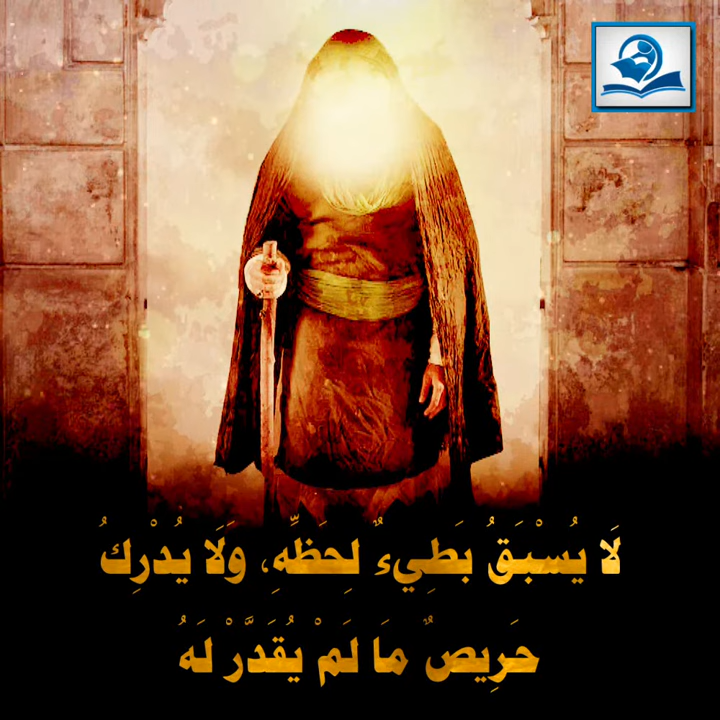 لَا يُسْبَقُ بَطِيءٌ لِحَظِّهِ، وَلَا يُدْرِكُ
حَرِيصٌ مَا لَمْ يُقَدَّرْ لَهُ